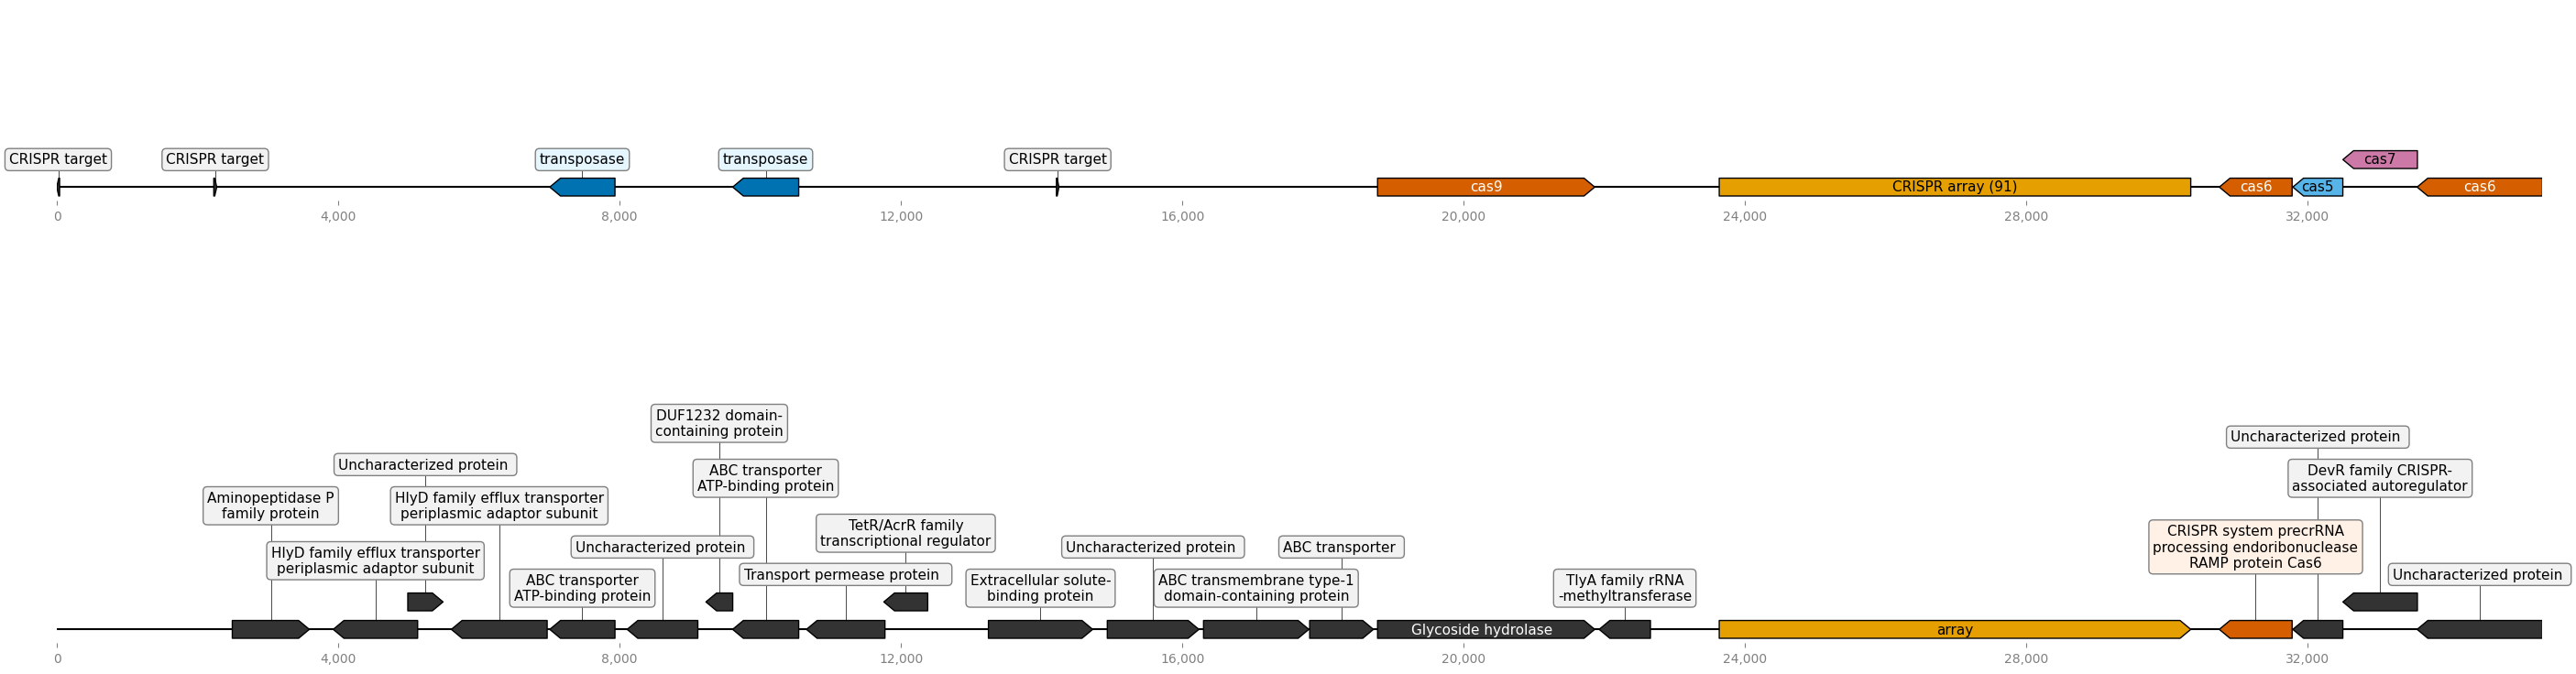 CRISPR target
CRISPR target
transposase
transposase
CRISPR target
cas7
cas9
CRISPR array (91)
cas6
cas5
cas6
0
4,000
8,000
12,000
16,000
20,000
24,000
28,000
32,000
DUF1232 domain-
containing protein
Uncharacterized protein
Uncharacterized protein
ABC transporter
ATP-binding protein
DevR family CRISPR-
associated autoregulator
Aminopeptidase P
family protein
HlyD family efflux transporter
periplasmic adaptor subunit
TetR/AcrR family
transcriptional regulator
CRISPR system precrRNA
processing endoribonuclease
RAMP protein Cas6
HlyD family efflux transporter
periplasmic adaptor subunit
Uncharacterized protein
Uncharacterized protein
ABC transporter
ABC transporter
ATP-binding protein
Transport permease protein
Extracellular solute-
binding protein
ABC transmembrane type-1
domain-containing protein
TlyA family rRNA
-methyltransferase
Uncharacterized protein
Glycoside hydrolase
array
0
4,000
8,000
12,000
16,000
20,000
24,000
28,000
32,000